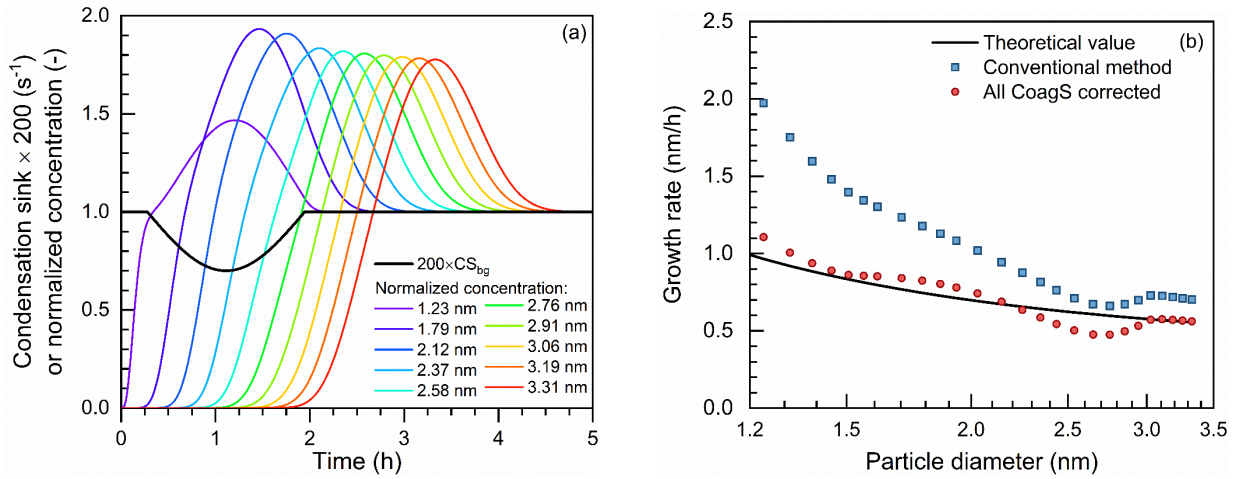 Condensation sink × 200 (s⁻¹)
or normalized concentration (-)
2.0
1.5
1.0
0.5
0.0
(a)
200×CSbg
Normalized concentration:
1.23 nm 2.76 nm
1.79 nm 2.91 nm
2.12 nm 3.06 nm
2.37 nm 3.19 nm
2.58 nm 3.31 nm
0 1 2 3 4 5
Time (h)
Growth rate (nm/h)
2.5
2.0
1.5
1.0
0.5
0.0
(b)
Theoretical value
Conventional method
All CoagS corrected
1.2 1.5 2.0 2.5 3.0 3.5
Particle diameter (nm)